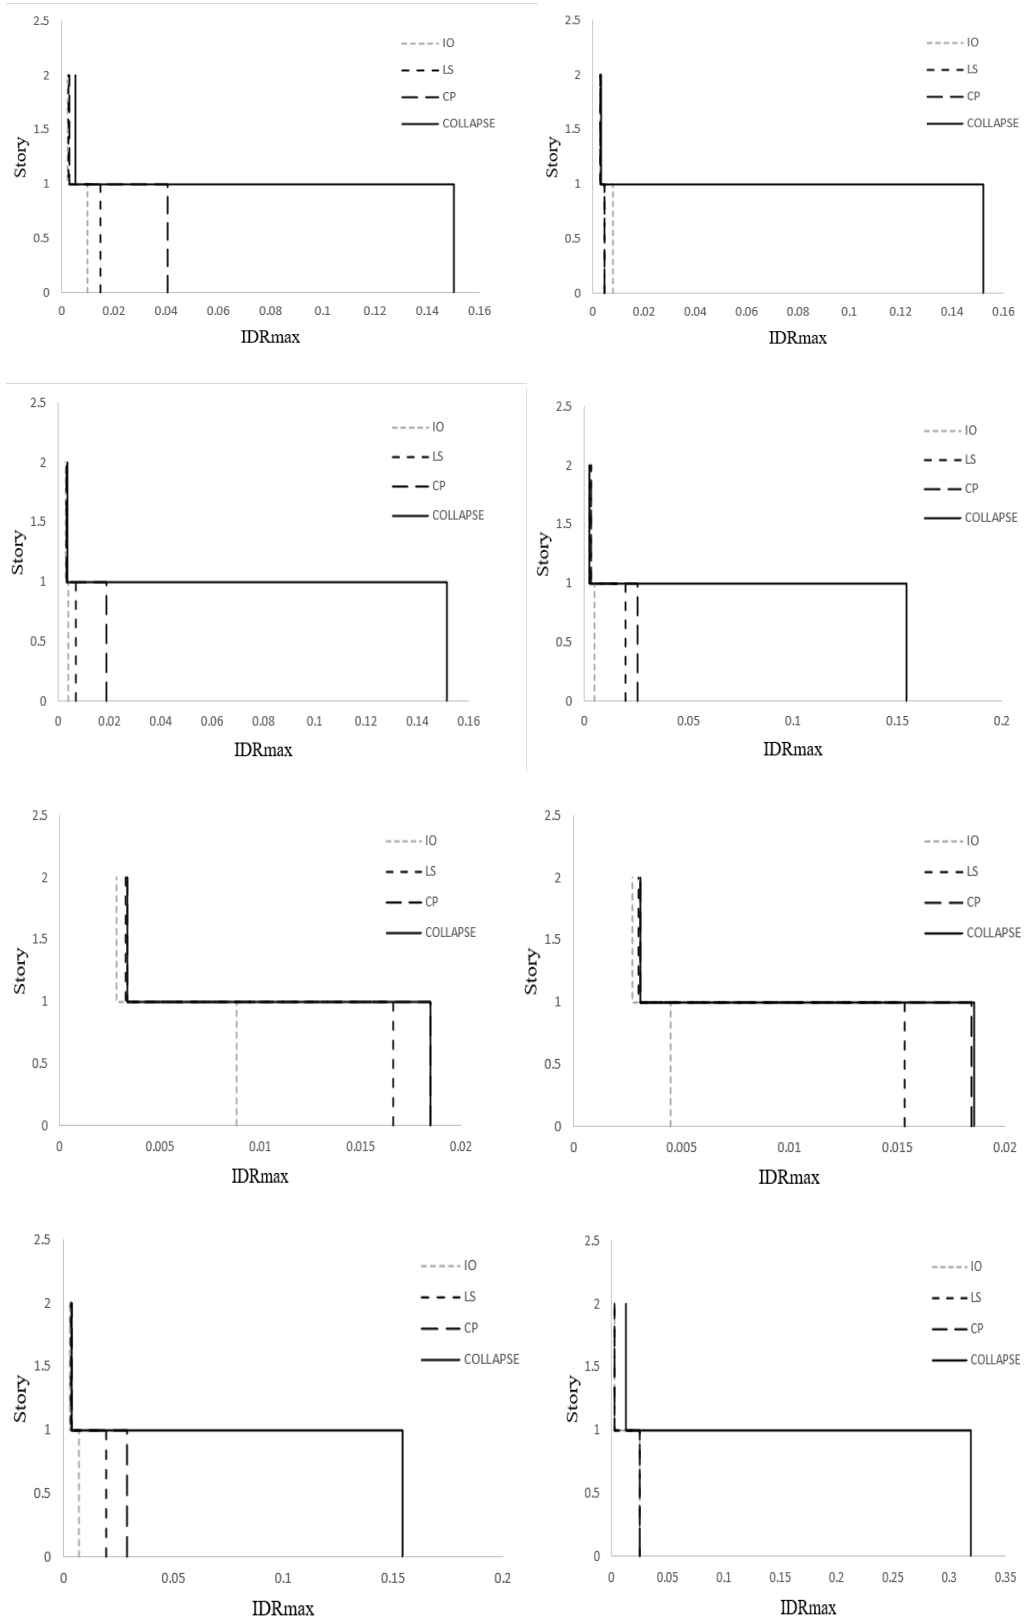 2.5
IO
LS
CP
COLLAPSE
2
1.5
Story
1
0.5
0
0 0.02 0.04 0.06 0.08 0.1 0.12 0.14 0.16
IDRmax
2.5
IO
LS
CP
COLLAPSE
2
1.5
Story
1
0.5
0
0 0.02 0.04 0.06 0.08 0.1 0.12 0.14 0.16
IDRmax
2.5
IO
LS
CP
COLLAPSE
2
1.5
Story
1
0.5
0
0 0.02 0.04 0.06 0.08 0.1 0.12 0.14 0.16
IDRmax
2.5
IO
LS
CP
COLLAPSE
2
1.5
Story
1
0.5
0
0 0.05 0.1 0.15 0.2
IDRmax
2.5
IO
LS
CP
COLLAPSE
2
1.5
Story
1
0.5
0
0 0.005 0.01 0.015 0.02
IDRmax
2.5
IO
LS
CP
COLLAPSE
2
1.5
Story
1
0.5
0
0 0.005 0.01 0.015 0.02
IDRmax
2.5
IO
LS
CP
COLLAPSE
2
1.5
Story
1
0.5
0
0 0.05 0.1 0.15 0.2
IDRmax
2.5
IO
LS
CP
COLLAPSE
2
1.5
Story
1
0.5
0
0 0.05 0.1 0.15 0.2 0.25 0.3 0.35
IDRmax